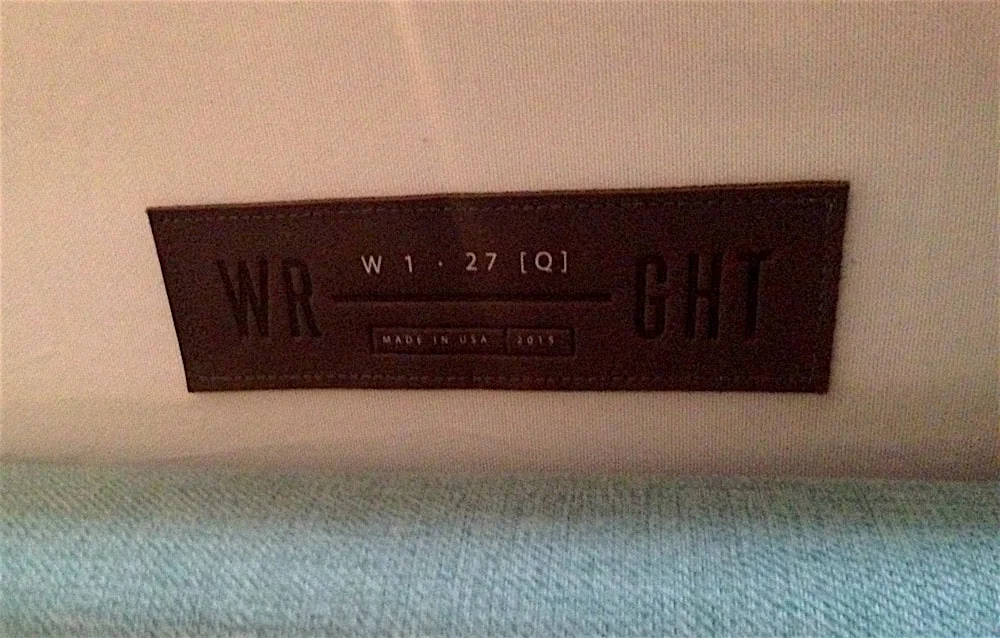 WR GHT
W 1 · 27 [Q]
MADE IN USA 2015